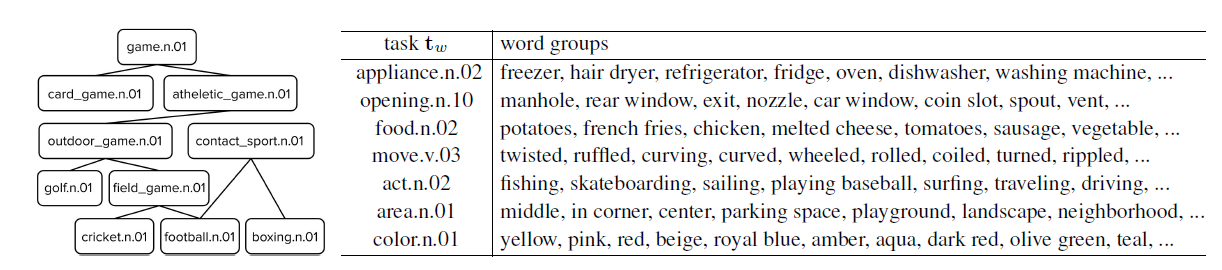 game.n.01
card_game.n.01 atheletic_game.n.01
outdoor_game.n.01 contact_sport.n.01
golf.n.01 field_game.n.01
cricket.n.01 football.n.01 boxing.n.01
task t_w word groups
appliance.n.02 freezer, hair dryer, refrigerator, fridge, oven, dishwasher, washing machine, ...
opening.n.10 manhole, rear window, exit, nozzle, car window, coin slot, spout, vent, ...
food.n.02 potatoes, french fries, chicken, melted cheese, tomatoes, sausage, vegetable, ...
move.v.03 twisted, ruffled, curving, curved, wheeled, rolled, coiled, turned, rippled, ...
act.n.02 fishing, skateboarding, sailing, playing baseball, surfing, traveling, driving, ...
area.n.01 middle, in corner, center, parking space, playground, landscape, neighborhood, ...
color.n.01 yellow, pink, red, beige, royal blue, amber, aqua, dark red, olive green, teal, ...